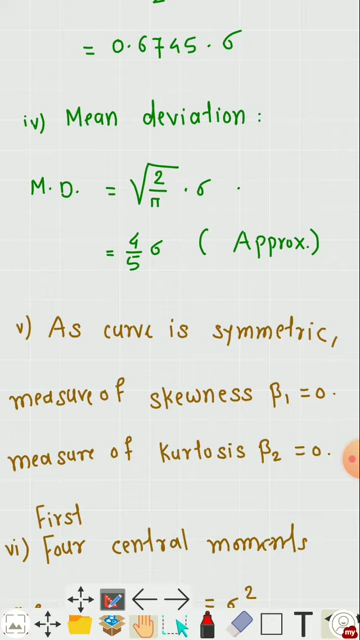 2
= 0.6745 . σ
iv) Mean deviation :
M.D. = √2/π . σ .
= 4/5 σ ( Approx.)
v) As curve is symmetric,
measure of skewness β₁ = 0.
measure of kurtosis β₂ = 0.
First
vi) Four central moments
= σ²
T